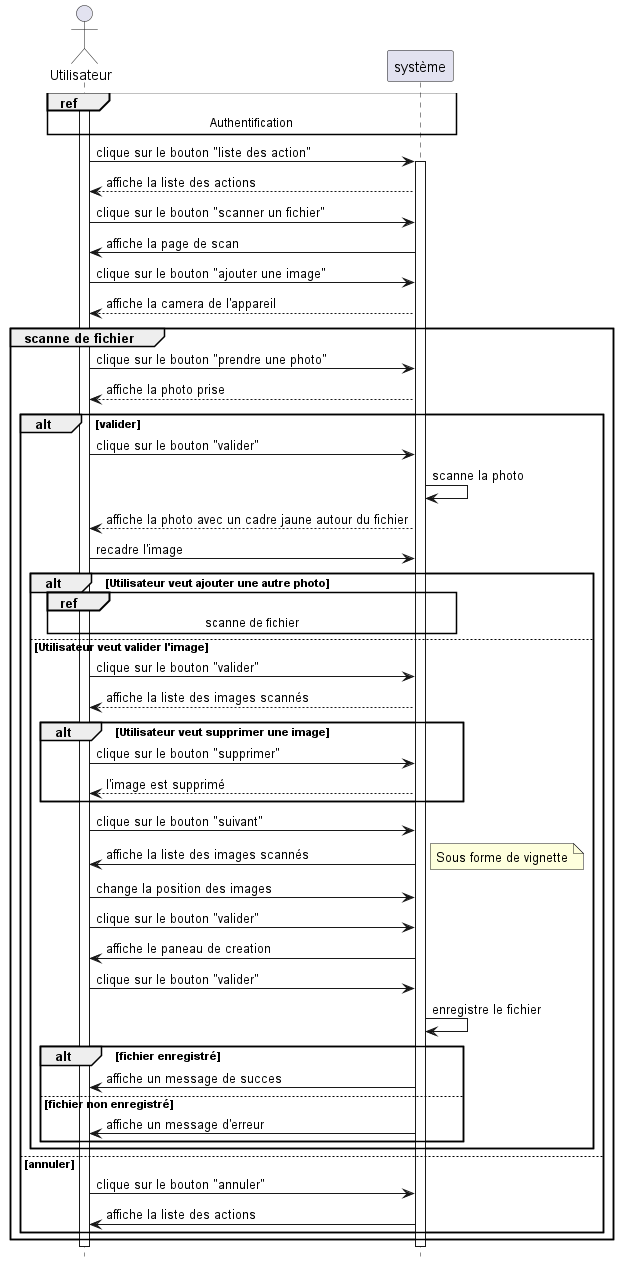 Utilisateur
système
ref
Authentification
clique sur le bouton "liste des action"
affiche la liste des actions
clique sur le bouton "scanner un fichier"
affiche la page de scan
clique sur le bouton "ajouter une image"
affiche la camera de l'appareil
scanne de fichier
clique sur le bouton "prendre une photo"
affiche la photo prise
alt [valider]
clique sur le bouton "valider"
scanne la photo
affiche la photo avec un cadre jaune autour du fichier
recadre l'image
alt [Utilisateur veut ajouter une autre photo]
ref
scanne de fichier
[Utilisateur veut valider l'image]
clique sur le bouton "valider"
affiche la liste des images scannés
alt [Utilisateur veut supprimer une image]
clique sur le bouton "supprimer"
l'image est supprimé
clique sur le bouton "suivant"
affiche la liste des images scannés
Sous forme de vignette
change la position des images
clique sur le bouton "valider"
affiche le paneau de creation
clique sur le bouton "valider"
enregistre le fichier
alt [fichier enregistré]
affiche un message de succes
[fichier non enregistré]
affiche un message d'erreur
[annuler]
clique sur le bouton "annuler"
affiche la liste des actions